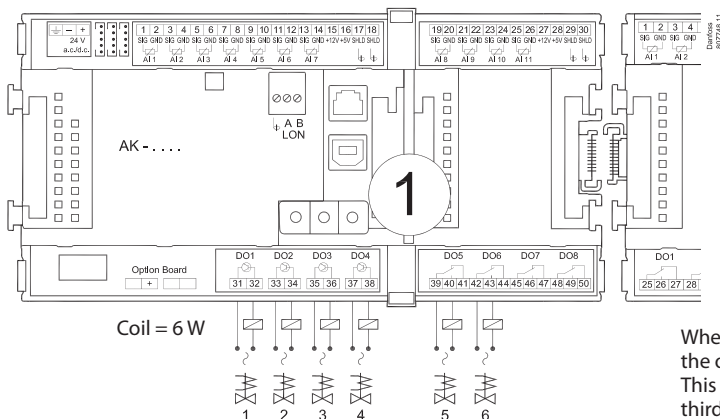 24 V
a.c./d.c.
- +
1 2 3 4 5 6 7 8 9 10 11 12 13 14 15 16 17 18
SIG GND SIG GND SIG GND SIG GND SIG GND SIG GND SIG GND +12V +5V SHLD SHLD
AI 1 AI 2 AI 3 AI 4 AI 5 AI 6 AI 7
19 20 21 22 23 24 25 26 27 28 29 30
SIG GND SIG GND SIG GND SIG GND +12V +5V SHLD SHLD
AI 8 AI 9 AI 10 AI 11
1 2 3 4
SIG GND SIG GND
AI 1 AI 2
Danfoss
AK - . . . .
A B
LON
1
Option Board
+
DO1 DO2 DO3 DO4
31 32 33 34 35 36 37 38
DO5 DO6 DO7 DO8
39 40 41 42 43 44 45 46 47 48 49 50
DO1
25 26 27 28
Coil = 6 W
1 2 3 4 5 6
Whe
the c
This
third